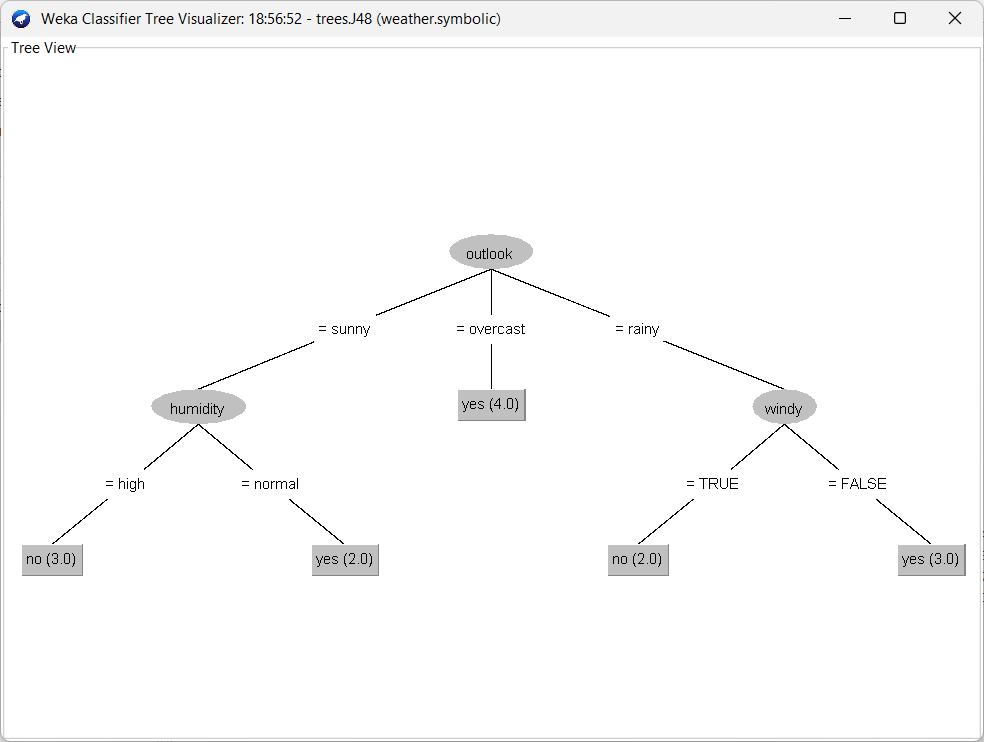 Weka Classifier Tree Visualizer: 18:56:52 - trees.J48 (weather.symbolic)
Tree View
outlook
= sunny
= overcast
= rainy
humidity
yes (4.0)
windy
= high
= normal
= TRUE
= FALSE
no (3.0)
yes (2.0)
no (2.0)
yes (3.0)